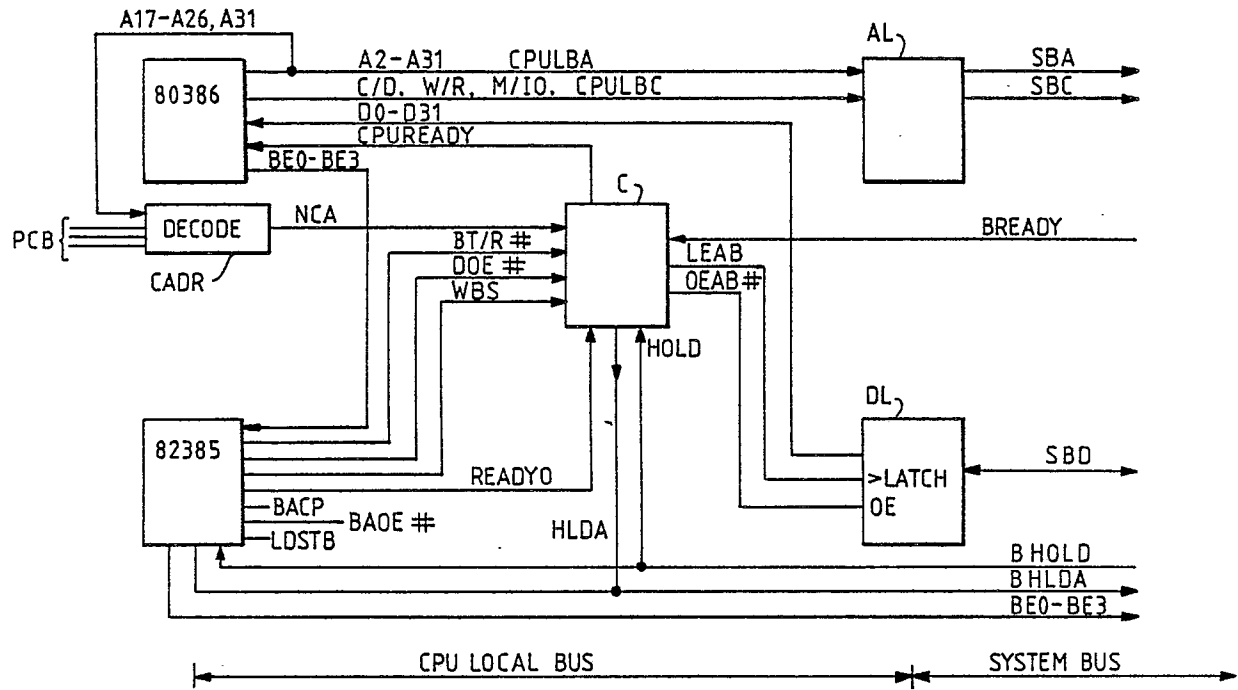 A17-A26, A31
A2-A31 CPULBA
AL
SBA
80386
C/D. W/R, M/IO. CPULBC
SBC
D0-D31
CPUREADY
BE0-BE3
C
PCB
DECODE
NCA
BREADY
CADR
BT/R #
LEAB
DOE #
OEAB#
WBS
HOLD
DL
82385
SBD
READYO
>LATCH
BACP
OE
BAOE #
HLDA
LDSTB
BHOLD
BHLDA
BE0-BE3
CPU LOCAL BUS
SYSTEM BUS